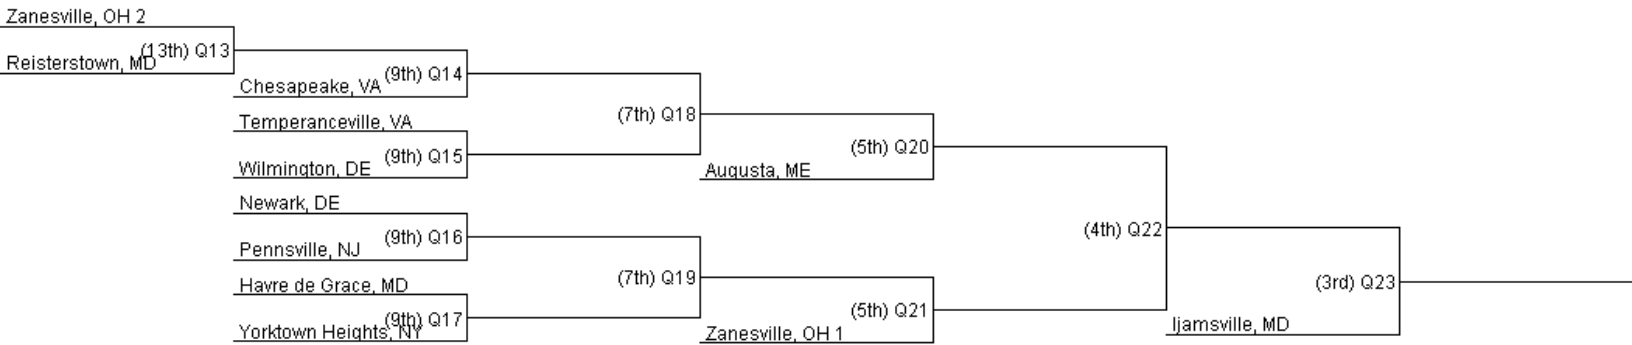 Zanesville, OH 2
(13th) Q13
Reisterstown, MD
(9th) Q14
Chesapeake, VA
Temperanceville, VA
(9th) Q15
Wilmington, DE
(7th) Q18
Augusta, ME
(5th) Q20
Newark, DE
(9th) Q16
Pennsville, NJ
Havre de Grace, MD
(9th) Q17
Yorktown Heights, NY
(7th) Q19
Zanesville, OH 1
(5th) Q21
(4th) Q22
Ijamsville, MD
(3rd) Q23